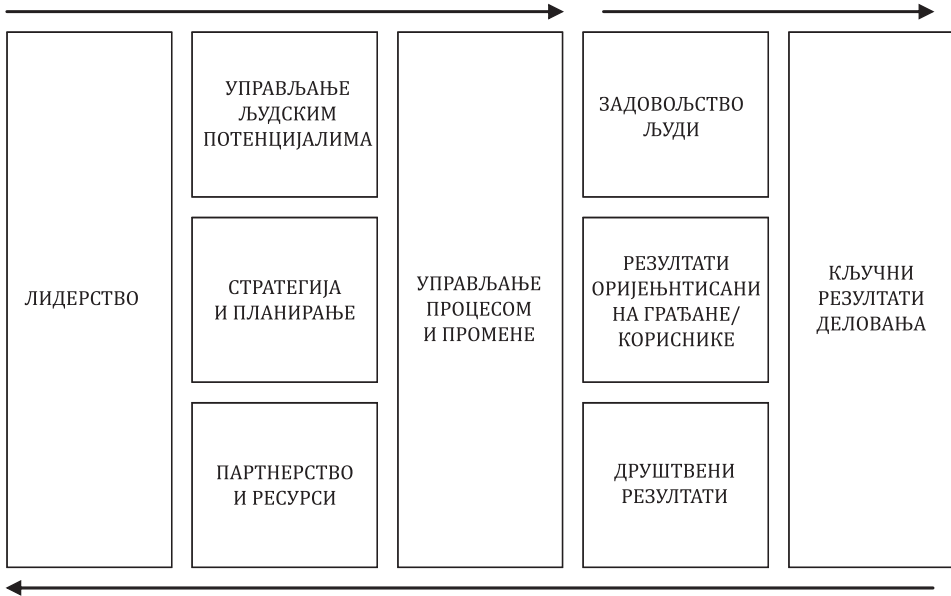 ЛИДЕРСТВО
УПРАВЉАЊЕ
ЉУДСКИМ
ПОТЕНЦИЈАЛИМА
СТРАТЕГИЈА
И ПЛАНИРАЊЕ
ПАРТНЕРСТВО
И РЕСУРСИ
УПРАВЉАЊЕ
ПРОЦЕСОМ
И ПРОМЕНЕ
ЗАДОВОЉСТВО
ЉУДИ
РЕЗУЛТАТИ
ОРИЈЕЊНТИСАНИ
НА ГРАЂАНЕ/
КОРИСНИКЕ
ДРУШТВЕНИ
РЕЗУЛТАТИ
КЉУЧНИ
РЕЗУЛТАТИ
ДЕЛОВАЊА